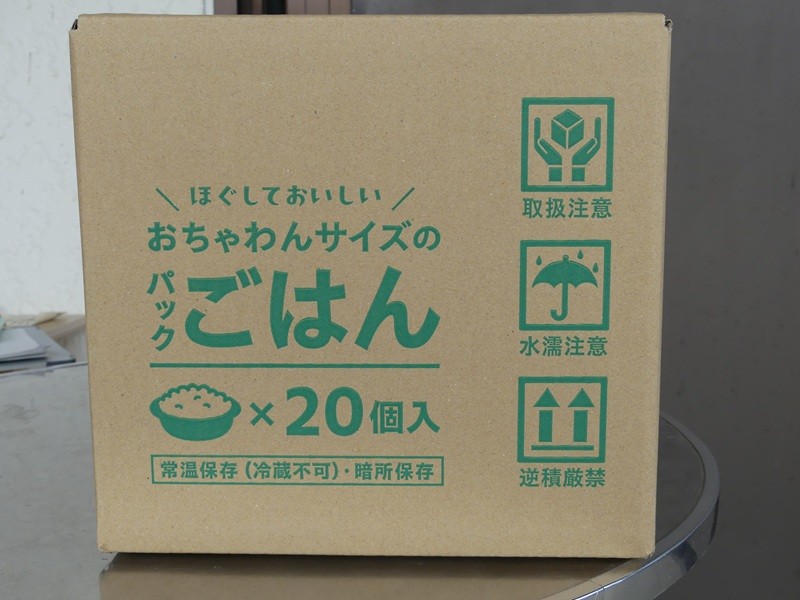 ほぐしておいしい
おちゃわんサイズの
パック
ごはん
×20個入
常温保存(冷蔵不可)・暗所保存
取扱注意
水濡注意
逆積厳禁